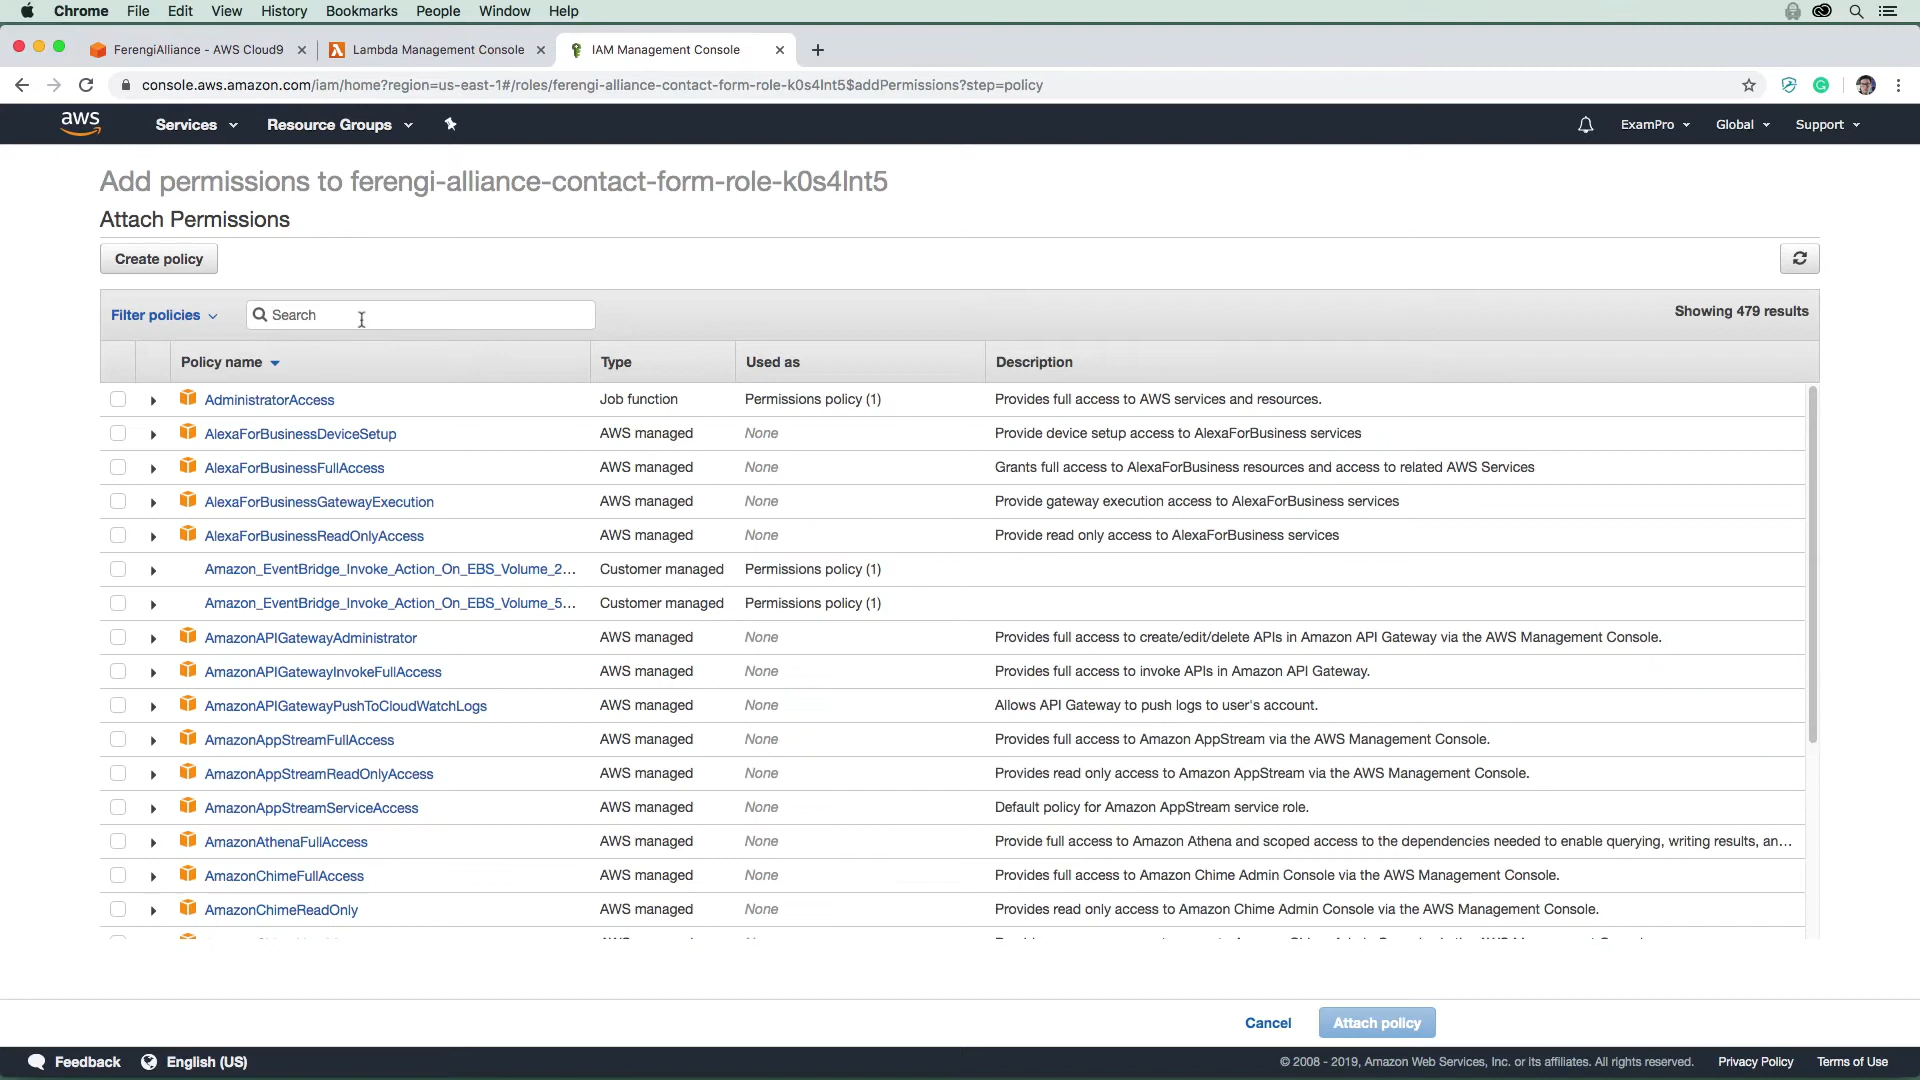 Chrome File Edit View History Bookmarks People Window Help
FerengiAlliance - AWS Cloud9
Lambda Management Console
IAM Management Console
console.aws.amazon.com/iam/home?region=us-east-1#/roles/ferengi-alliance-contact-form-role-k0s4lnt5$addPermissions?step=policy
aws Services Resource Groups ExamPro Global Support
Add permissions to ferengi-alliance-contact-form-role-k0s4lnt5
Attach Permissions
Create policy
Filter policies Search Showing 479 results
Policy name Type Used as Description
AdministratorAccess Job function Permissions policy (1) Provides full access to AWS services and resources.
AlexaForBusinessDeviceSetup AWS managed None Provide device setup access to AlexaForBusiness services
AlexaForBusinessFullAccess AWS managed None Grants full access to AlexaForBusiness resources and access to related AWS Services
AlexaForBusinessGatewayExecution AWS managed None Provide gateway execution access to AlexaForBusiness services
AlexaForBusinessReadOnlyAccess AWS managed None Provide read only access to AlexaForBusiness services
Amazon_EventBridge_Invoke_Action_On_EBS_Volume_2... Customer managed Permissions policy (1)
Amazon_EventBridge_Invoke_Action_On_EBS_Volume_5... Customer managed Permissions policy (1)
AmazonAPIGatewayAdministrator AWS managed None Provides full access to create/edit/delete APIs in Amazon API Gateway via the AWS Management Console.
AmazonAPIGatewayInvokeFullAccess AWS managed None Provides full access to invoke APIs in Amazon API Gateway.
AmazonAPIGatewayPushToCloudWatchLogs AWS managed None Allows API Gateway to push logs to user's account.
AmazonAppStreamFullAccess AWS managed None Provides full access to Amazon AppStream via the AWS Management Console.
AmazonAppStreamReadOnlyAccess AWS managed None Provides read only access to Amazon AppStream via the AWS Management Console.
AmazonAppStreamServiceAccess AWS managed None Default policy for Amazon AppStream service role.
AmazonAthenaFullAccess AWS managed None Provide full access to Amazon Athena and scoped access to the dependencies needed to enable querying, writing results, an...
AmazonChimeFullAccess AWS managed None Provides full access to Amazon Chime Admin Console via the AWS Management Console.
AmazonChimeReadOnly AWS managed None Provides read only access to Amazon Chime Admin Console via the AWS Management Console.
Cancel Attach policy
Feedback English (US) © 2008 - 2019, Amazon Web Services, Inc. or its affiliates. All rights reserved. Privacy Policy Terms of Use